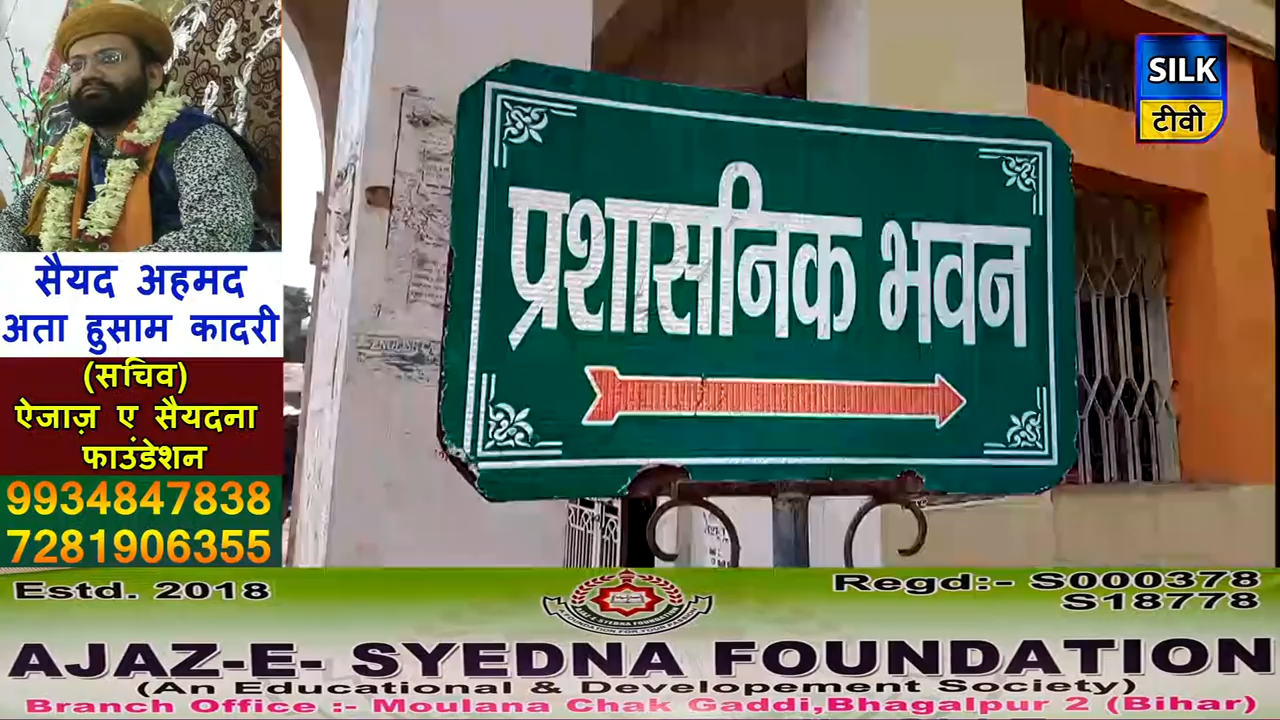 SILK
टीवी
प्रशासनिक भवन
सैयद अहमद
अता हुसाम कादरी
(सचिव)
ऐजाज़ ए सैयदना
फाउंडेशन
9934847838
7281906355
Estd. 2018
Regd:- S000378
S18778
AJAZ-E- SYEDNA FOUNDATION
(An Educational & Developement Society)
Branch Office :- Moulana Chak Gaddi,Bhagalpur 2 (Bihar)